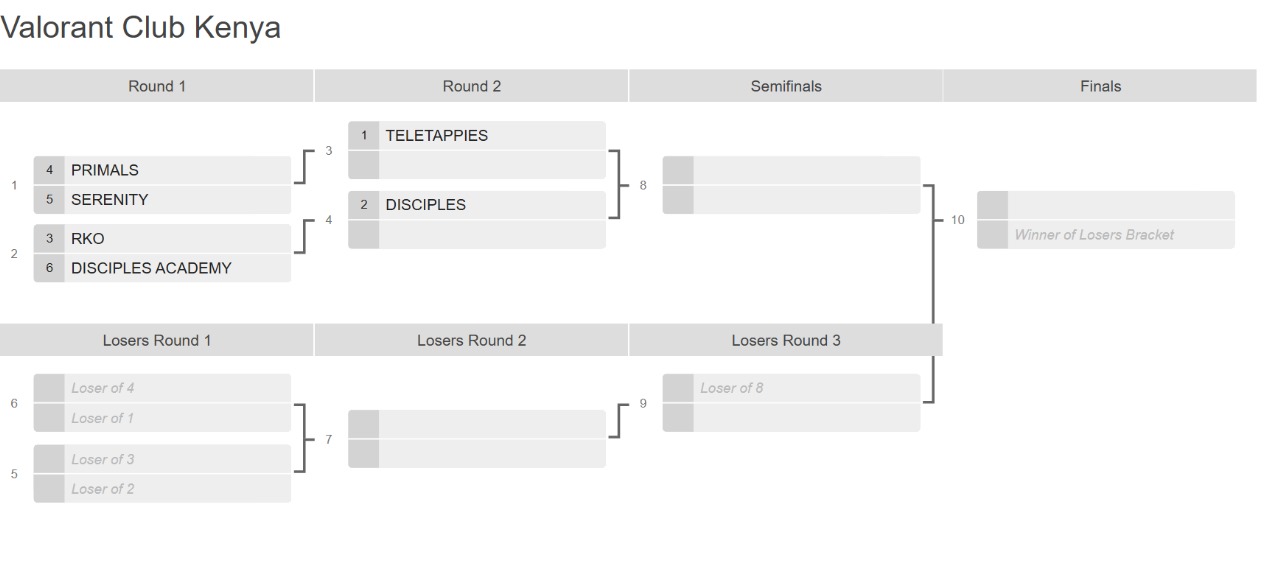 Valorant Club Kenya
Round 1 Round 2 Semifinals Finals
3 1 TELETAPPIES
1 4 PRIMALS
5 SERENITY
8
4 2 DISCIPLES
10 Winner of Losers Bracket
2 3 RKO
6 DISCIPLES ACADEMY
Losers Round 1 Losers Round 2 Losers Round 3
6 Loser of 4
Loser of 1
9 Loser of 8
7
5 Loser of 3
Loser of 2